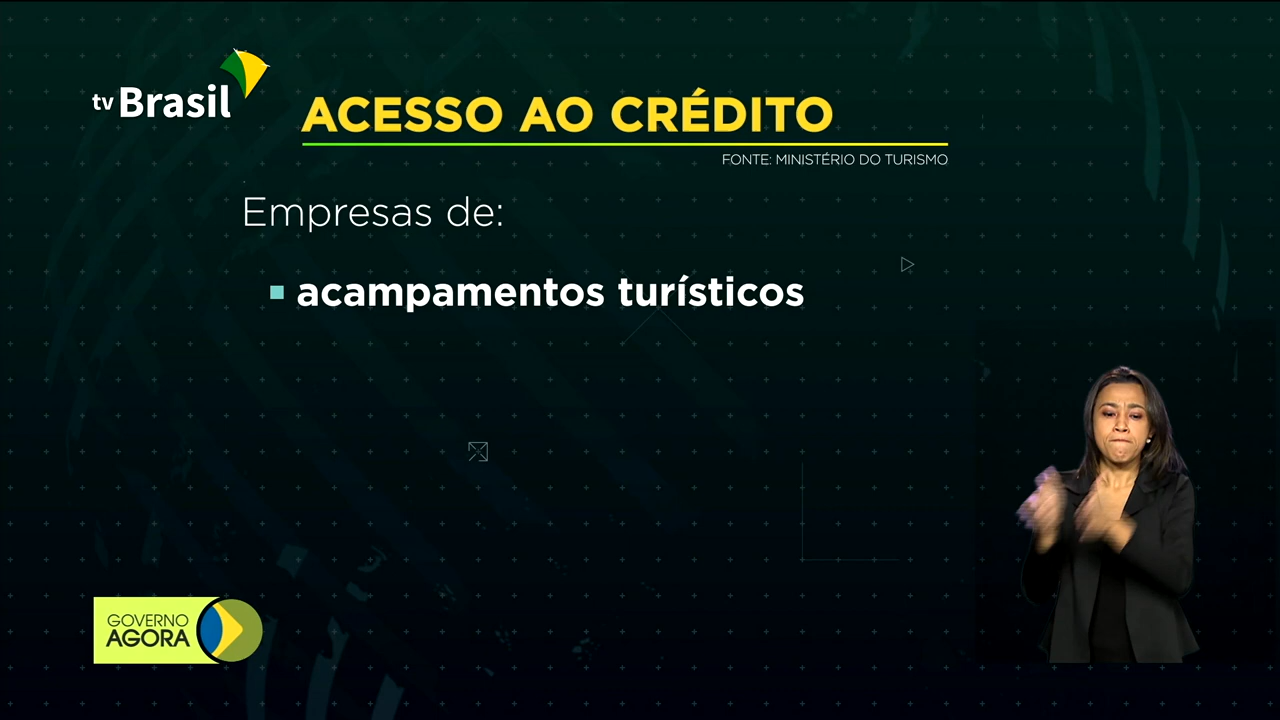 tv Brasil
ACESSO AO CRÉDITO
FONTE: MINISTÉRIO DO TURISMO
Empresas de:
acampamentos turísticos
GOVERNO
AGORA